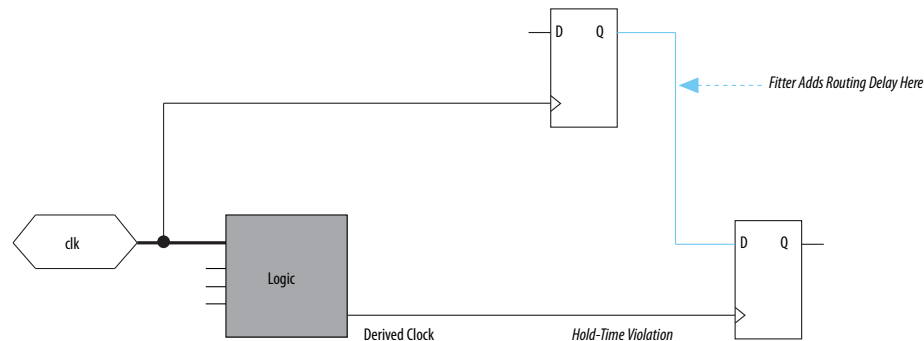 D Q
Fitter Adds Routing Delay Here
clk
Logic
D Q
Derived Clock
Hold-Time Violation